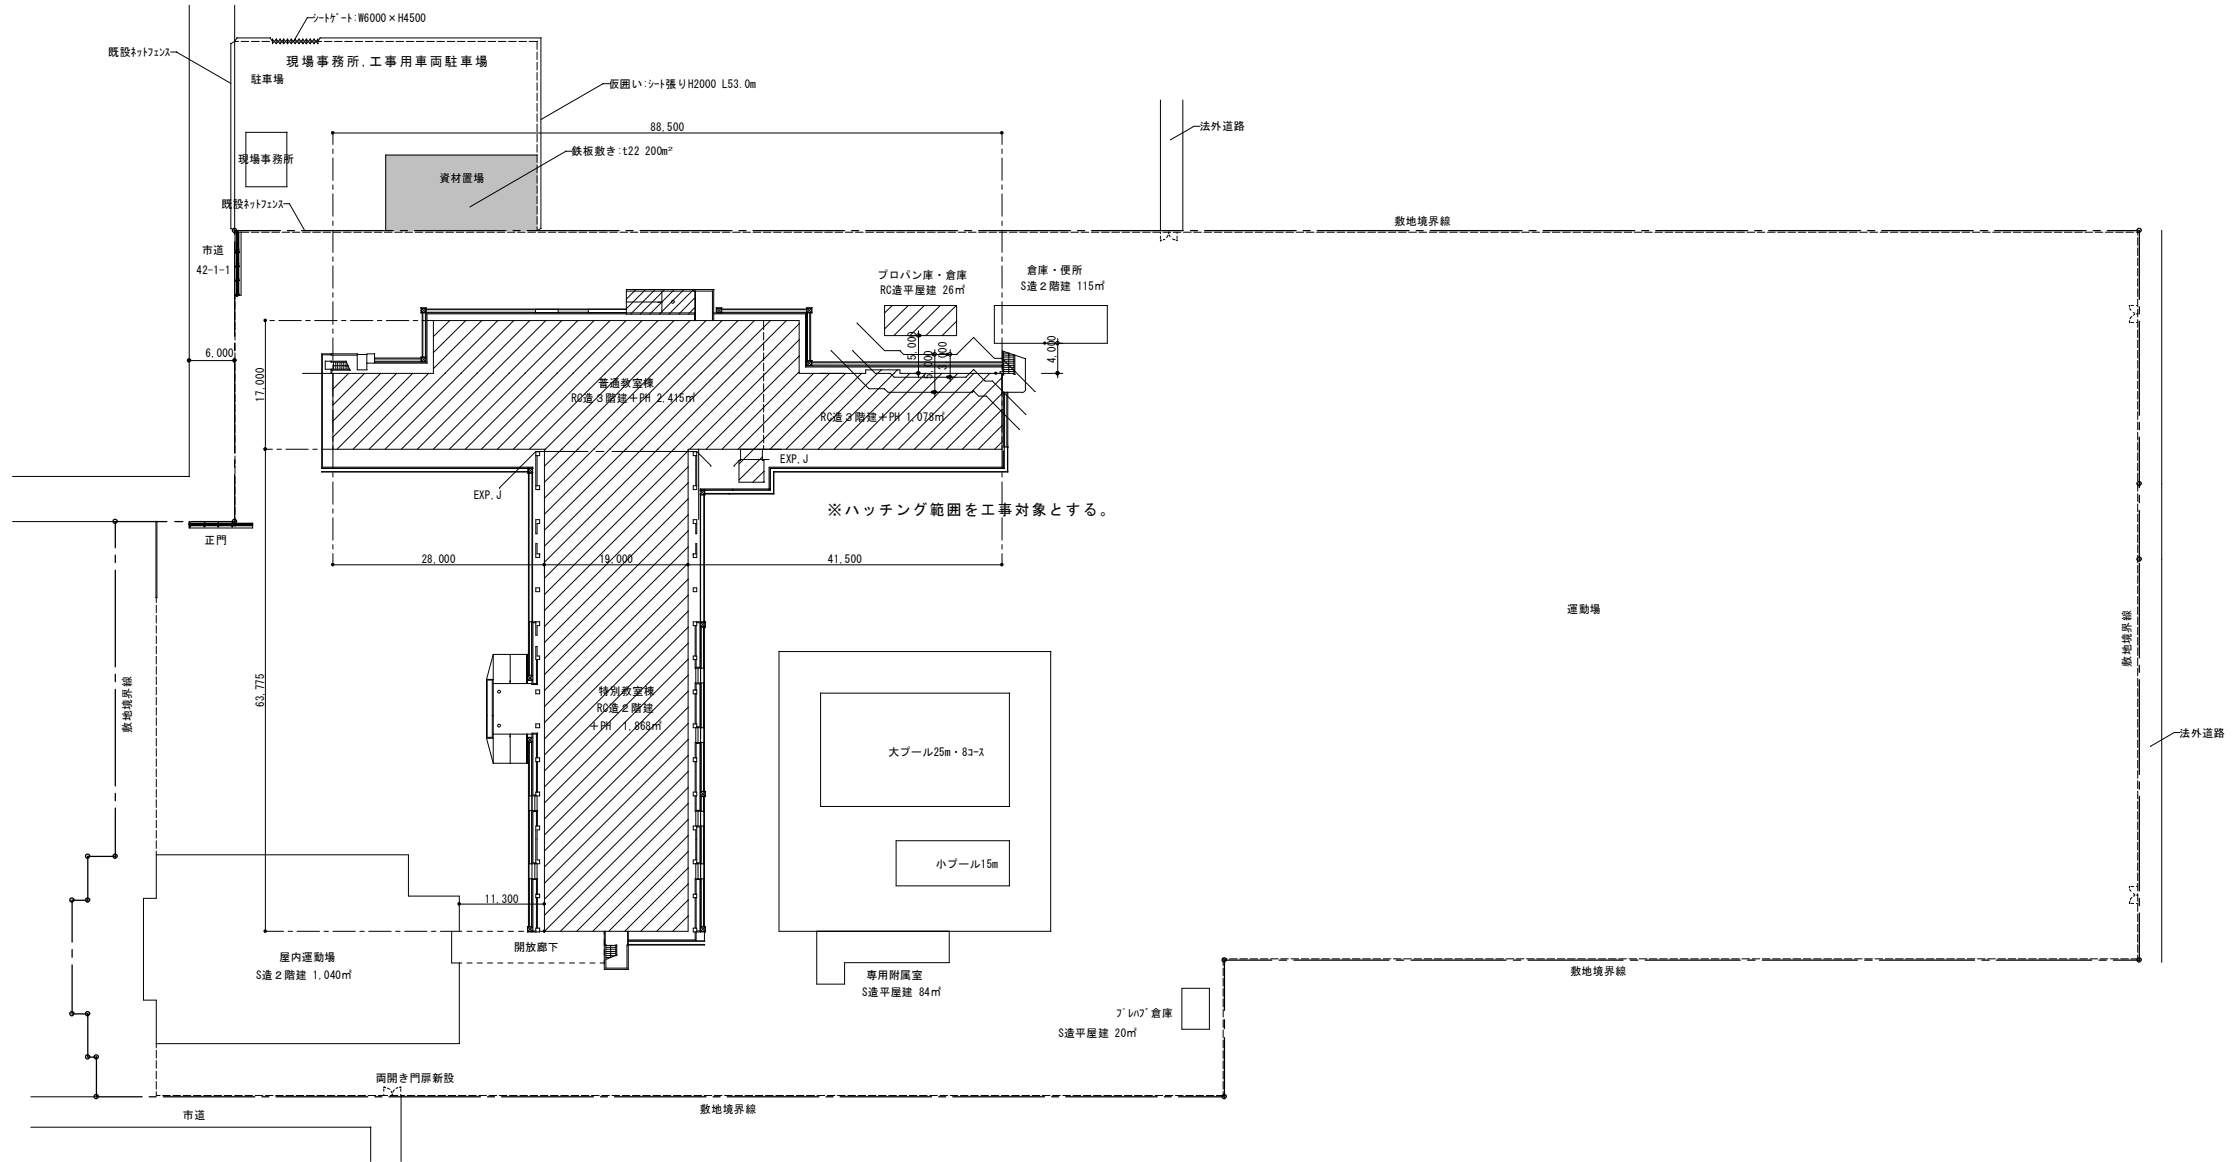 シートゲート:W6000×H4500
既設ネットフェンス
現場事務所,工事用車両駐車場
駐車場
仮囲い:シート張りH2000 L53.0m
88,500
法外道路
鉄板敷き:t22 200m²
現場事務所
資材置場
既設ネットフェンス
敷地境界線
市道
42-1-1
プロパン庫・倉庫
RC造平屋建 26㎡
倉庫・便所
S造2階建 115㎡
6,000
17,000
5,000
3,000
4,000
普通教室棟
RC造3階建+PH 2,415㎡
RC造3階建+PH 1,078㎡
EXP.J
EXP.J
※ハッチング範囲を工事対象とする。
正門
28,000
19,000
41,500
運動場
敷地境界線
敷地境界線
63,775
特別教室棟
RC造2階建
+PH 1,868㎡
法外道路
大プール25m・8コース
小プール15m
11,300
開放廊下
屋内運動場
S造2階建 1,040㎡
専用附属室
S造平屋建 84㎡
敷地境界線
プレハブ倉庫
S造平屋建 20㎡
両開き門扉新設
市道
敷地境界線